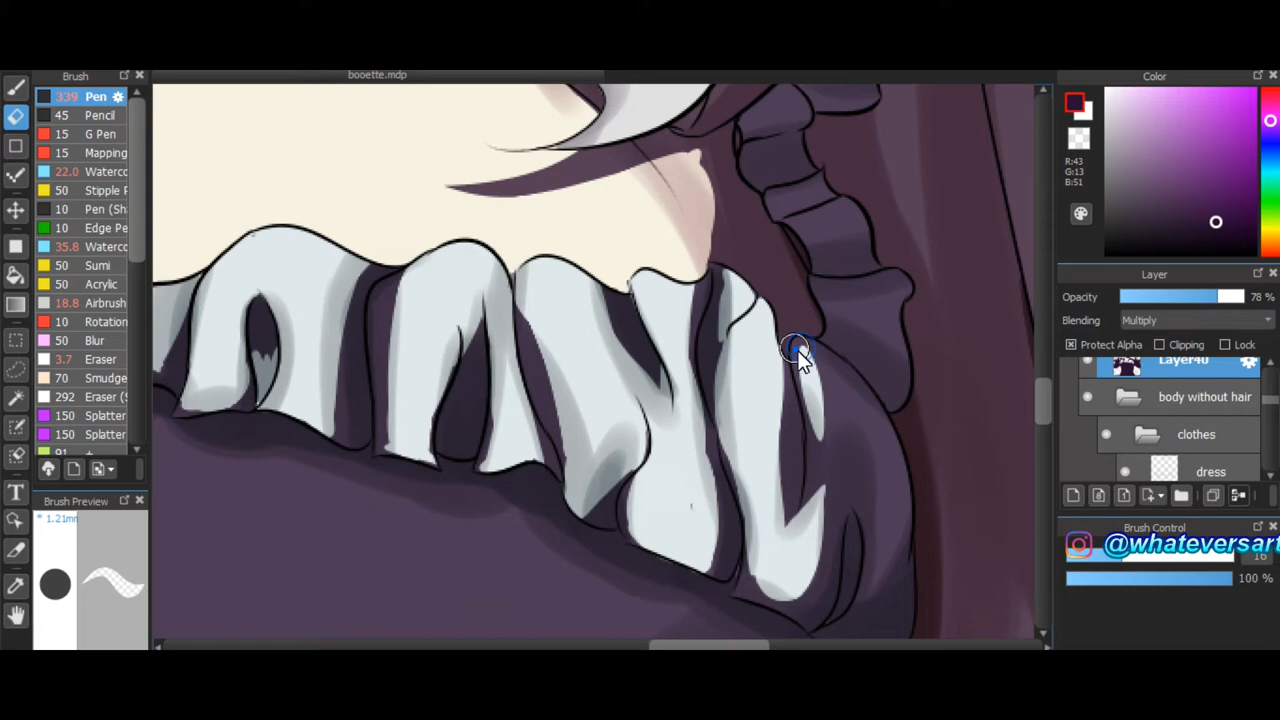 Brush
booette.mdp
Color
339 Pen
45 Pencil
15 G Pen
15 Mapping
22.0 Waterco
50 Stipple P
10 Pen (Sha
10 Edge Pe
35.8 Waterco
50 Sumi
50 Acrylic
18.8 Airbrush
10 Rotation
50 Blur
3.7 Eraser
70 Smudge
292 Eraser (S
150 Splatter
150 Splatter
91
R:43
G:13
B:51
Layer
Opacity 78 %
Blending Multiply
Protect Alpha Clipping Lock
Layer40
body without hair
clothes
dress
Brush Preview
* 1.21mm
Brush Control
@whateversart
16
100 %
T